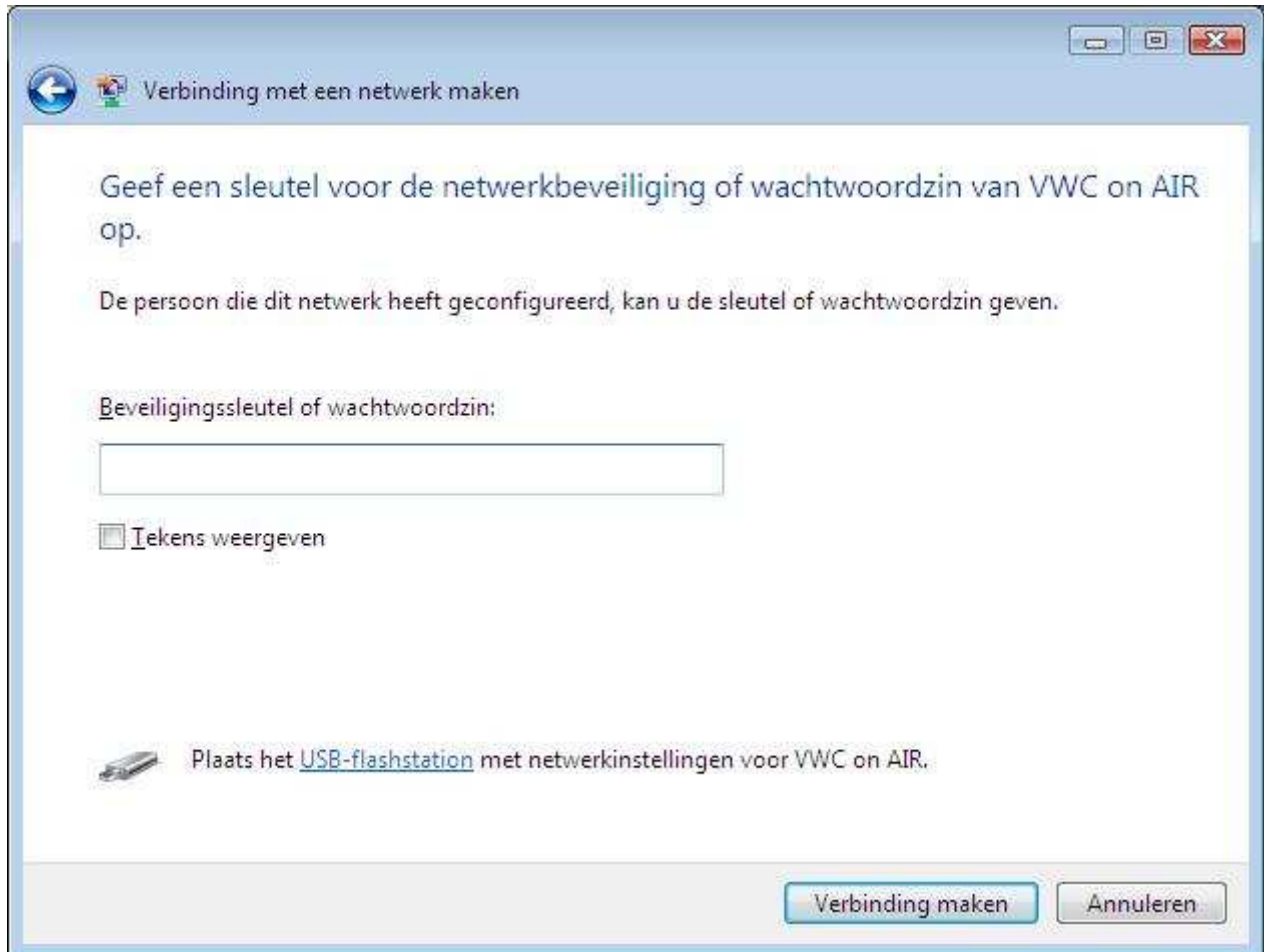 Verbinding met een netwerk maken
Geef een sleutel voor de netwerkbeveiliging of wachtwoordzin van VWC on AIR
op.
De persoon die dit netwerk heeft geconfigureerd, kan u de sleutel of wachtwoordzin geven.
Beveiligingssleutel of wachtwoordzin:
Tekens weergeven
Plaats het USB-flashstation met netwerkinstellingen voor VWC on AIR.
Verbinding maken Annuleren